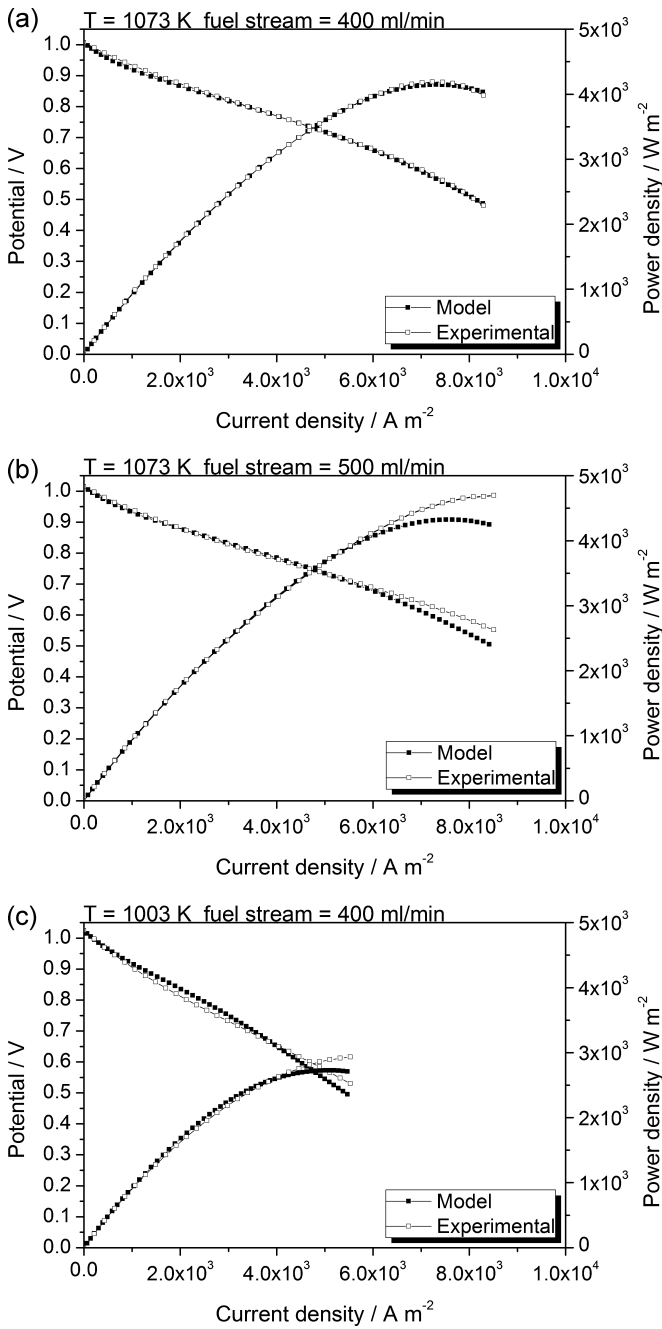 (a) T = 1073 K fuel stream = 400 ml/min
1.0
0.9
0.8
0.7
0.6
0.5
0.4
0.3
0.2
0.1
0.0
Potential / V
5x10³
4x10³
3x10³
2x10³
1x10³
0
Power density / W m⁻²
Model
Experimental
0.0 2.0x10³ 4.0x10³ 6.0x10³ 8.0x10³ 1.0x10⁴
Current density / A m⁻²
(b) T = 1073 K fuel stream = 500 ml/min
1.0
0.9
0.8
0.7
0.6
0.5
0.4
0.3
0.2
0.1
0.0
Potential / V
5x10³
4x10³
3x10³
2x10³
1x10³
0
Power density / W m⁻²
Model
Experimental
0.0 2.0x10³ 4.0x10³ 6.0x10³ 8.0x10³ 1.0x10⁴
Current density / A m⁻²
(c) T = 1003 K fuel stream = 400 ml/min
1.0
0.9
0.8
0.7
0.6
0.5
0.4
0.3
0.2
0.1
0.0
Potential / V
5x10³
4x10³
3x10³
2x10³
1x10³
0
Power density / W m⁻²
Model
Experimental
0.0 2.0x10³ 4.0x10³ 6.0x10³ 8.0x10³ 1.0x10⁴
Current density / A m⁻²